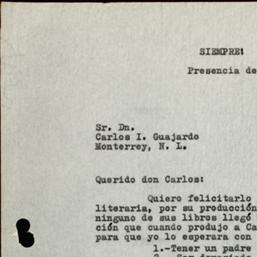 SIEMPRE!
Presencia de
Sr. Dn.
Carlos I. Guajardo
Monterrey, N. L.
Querido don Carlos:
Quiero felicitarlo
literaria, por su producción
ninguno de sus libros llegó
ción que cuando produjo a Ca
para que yo lo esperara con
1.-Tener un padre